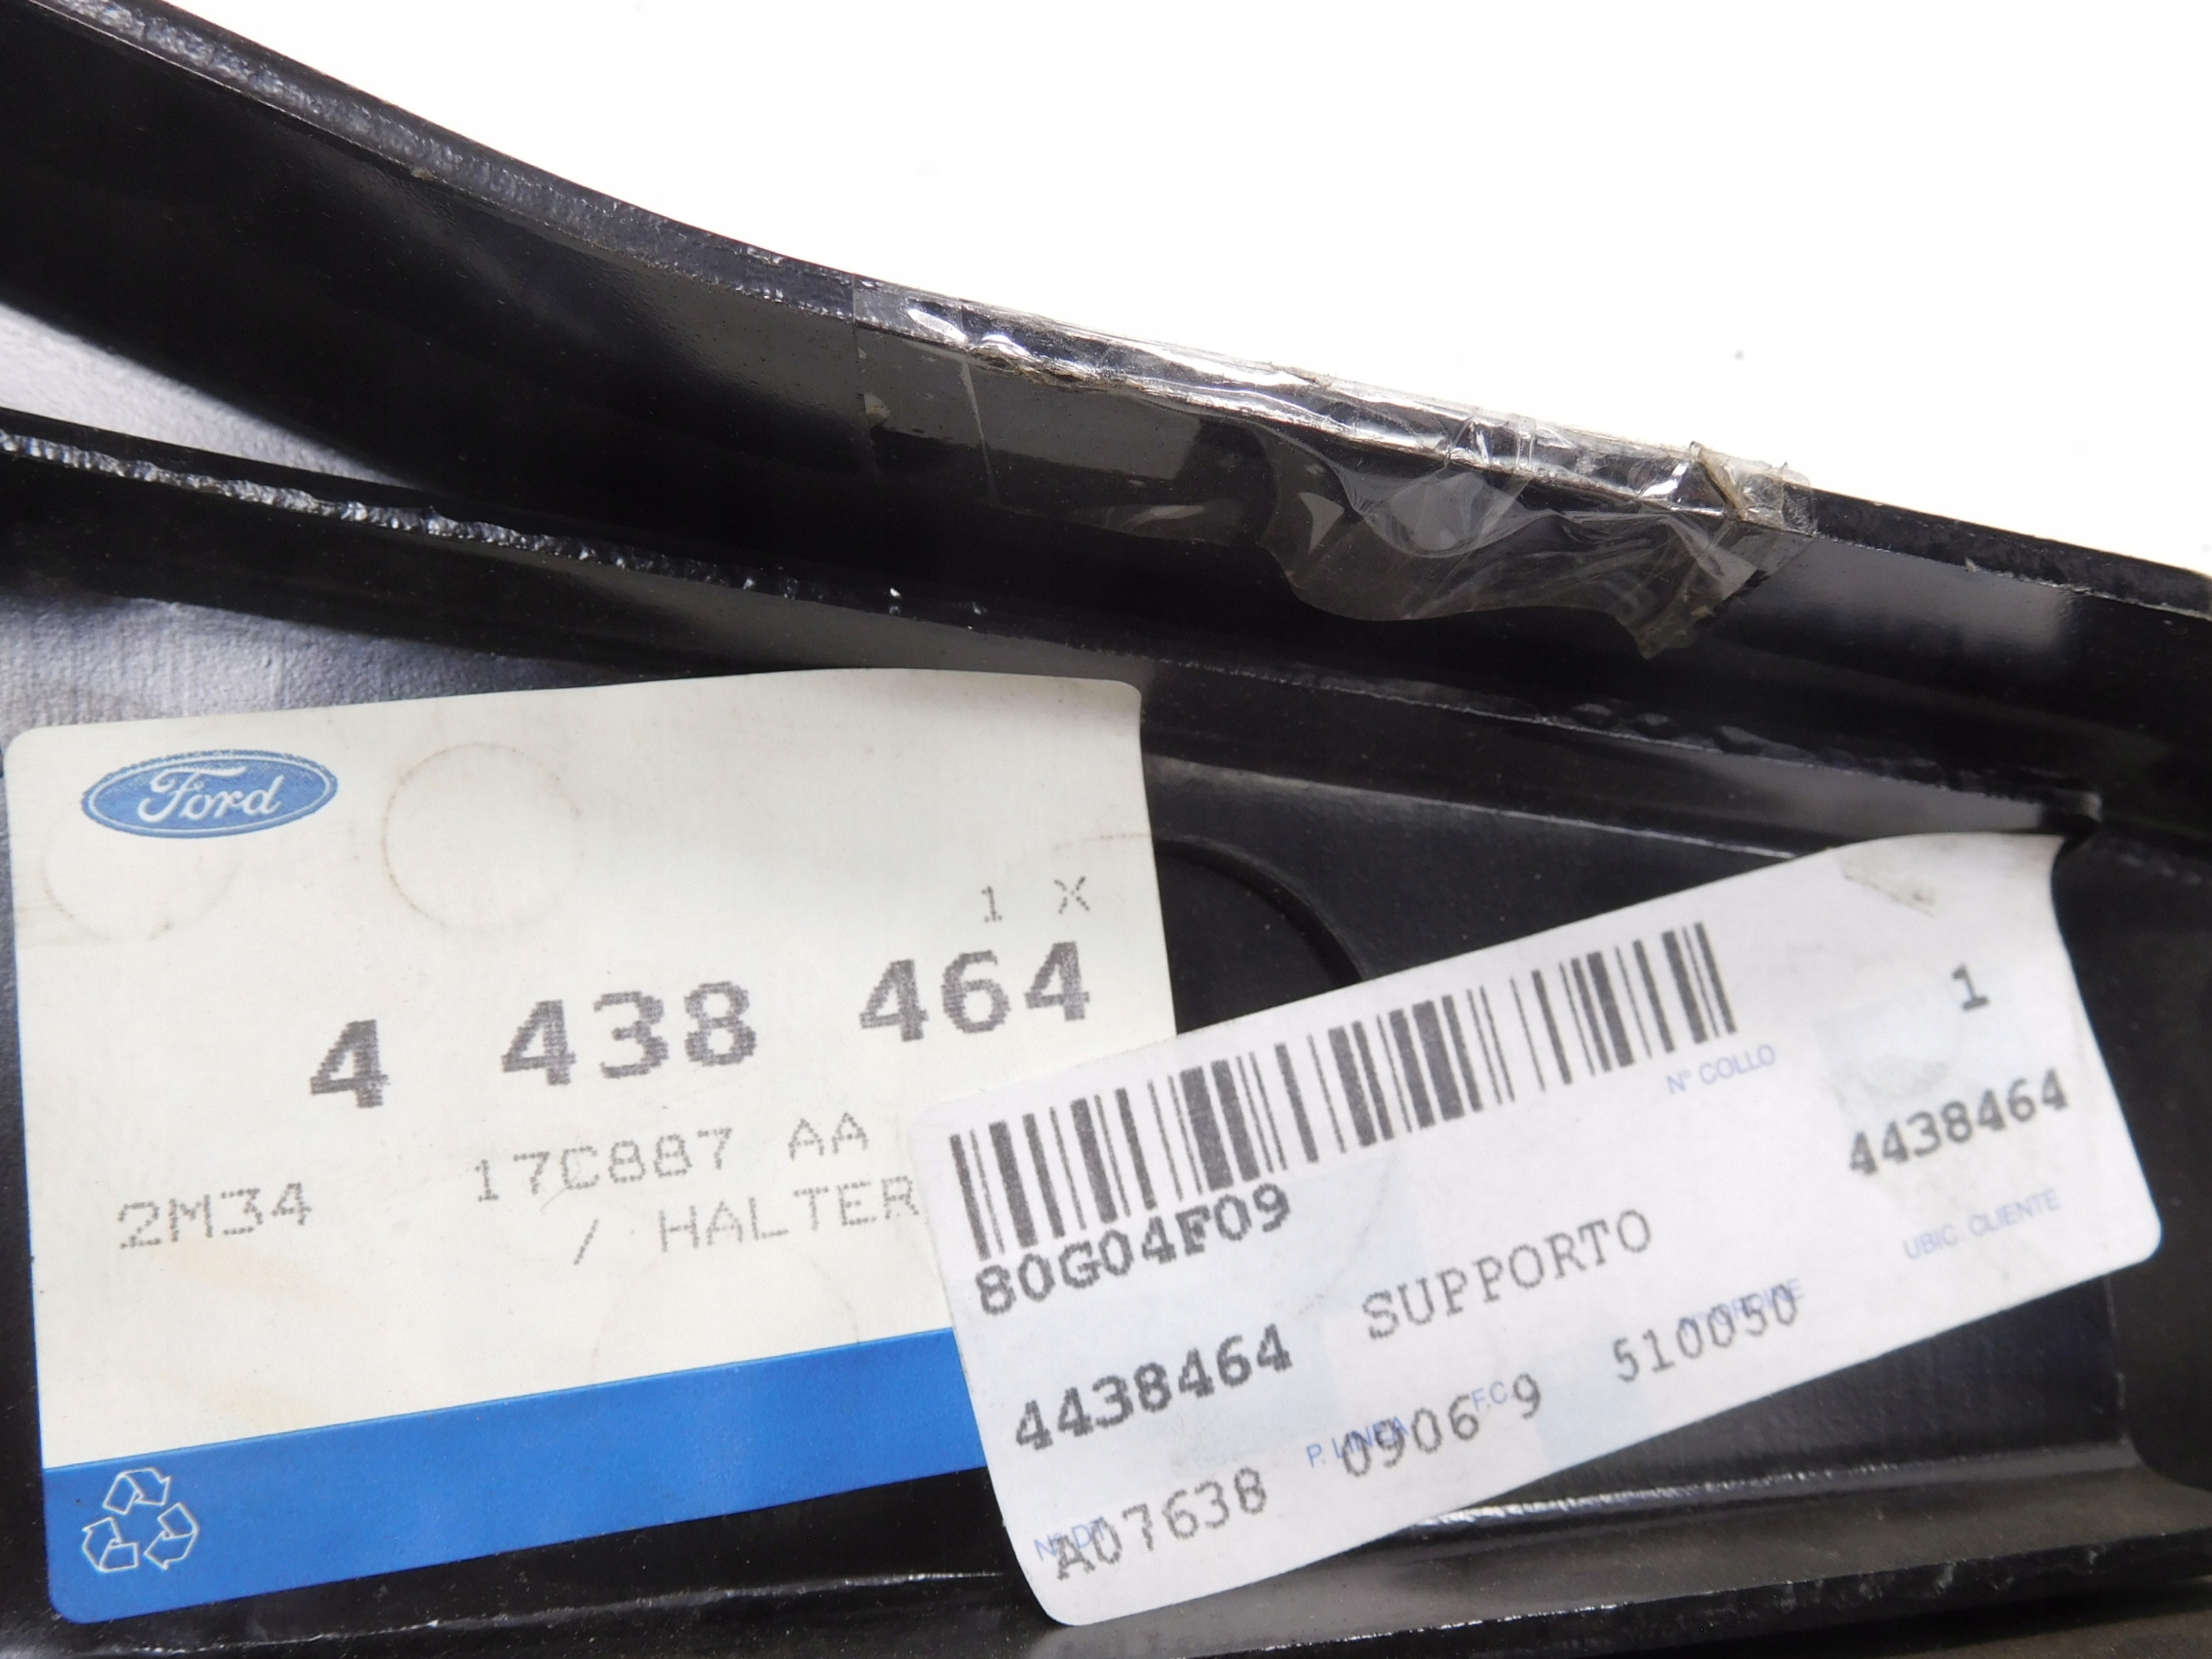 Ford
1 X
4 438 464
2M34 17C887 AA
/ HALTER
1
N° COLLO
80G04F09
4438464
UBIC. CLIENTE
4438464 SUPPORTO
P. LINEA F.C.
A07638 0906 9 510050